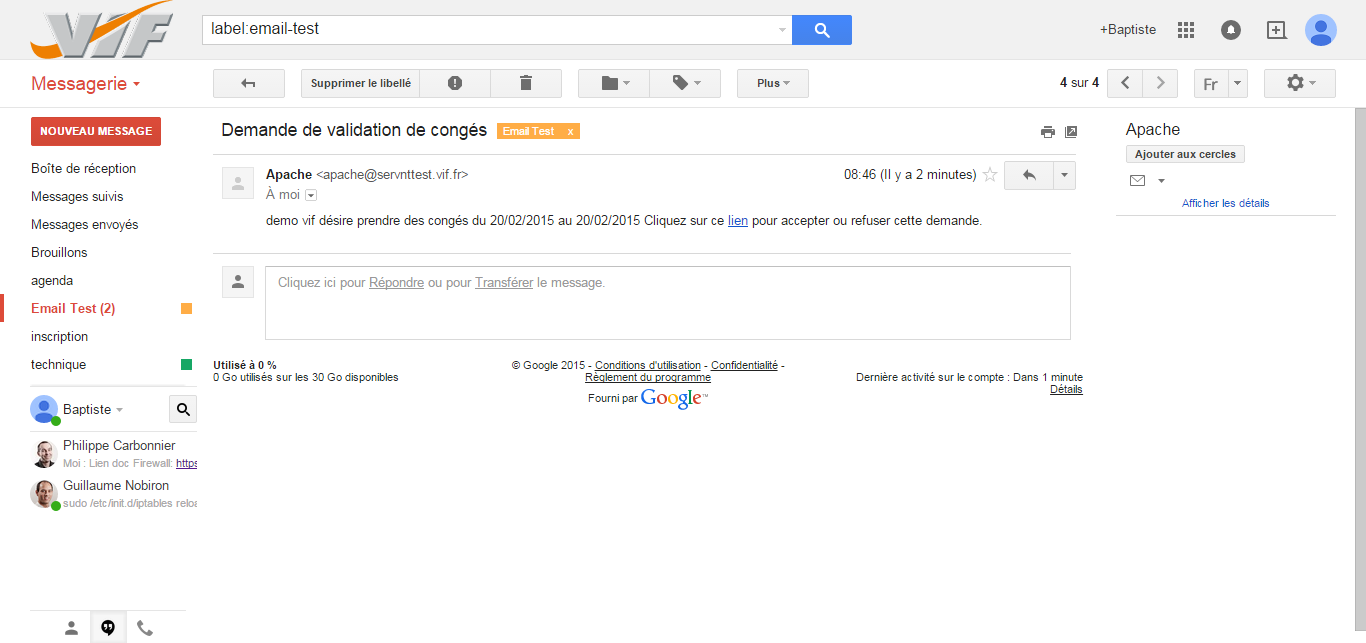 VIF
label:email-test
+Baptiste
Messagerie
Supprimer le libellé
Plus
4 sur 4
Fr
NOUVEAU MESSAGE
Boîte de réception
Messages suivis
Messages envoyés
Brouillons
agenda
Email Test (2)
inscription
technique
Baptiste
Philippe Carbonnier
Moi : Lien doc Firewall: https
Guillaume Nobiron
sudo /etc/init.d/iptables reloa
Demande de validation de congés
Email Test x
Apache <apache@servnttest.vif.fr>
08:46 (Il y a 2 minutes)
À moi
demo vif désire prendre des congés du 20/02/2015 au 20/02/2015 Cliquez sur ce lien pour accepter ou refuser cette demande.
Cliquez ici pour Répondre ou pour Transférer le message.
Utilisé à 0 %
0 Go utilisés sur les 30 Go disponibles
© Google 2015 - Conditions d'utilisation - Confidentialité -
Règlement du programme
Fourni par Google™
Dernière activité sur le compte : Dans 1 minute
Détails
Apache
Ajouter aux cercles
Afficher les détails